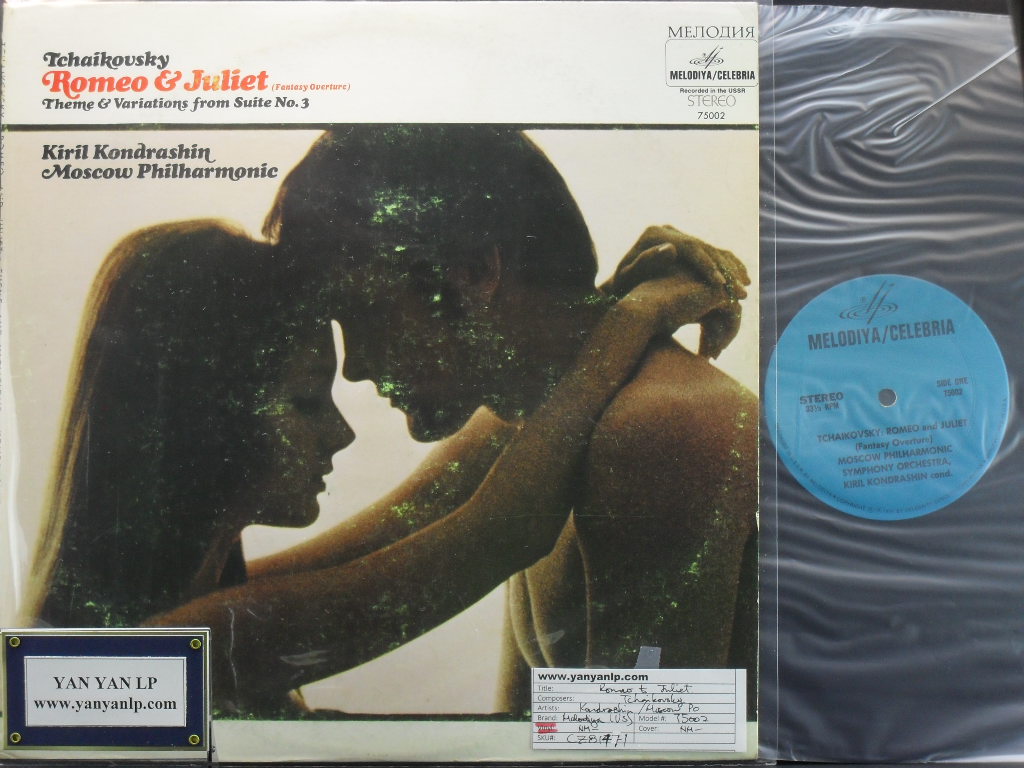 Tchaikovsky
Romeo & Juliet (Fantasy Overture)
Theme & Variations from Suite No. 3
Kiril Kondrashin
Moscow Philharmonic
МЕЛОДИЯ
MELODIYA/CELEBRIA
Recorded in the USSR
STEREO
75002
MELODIYA/CELEBRIA
STEREO
33⅓ RPM
SIDE ONE
75002
TCHAIKOVSKY: ROMEO and JULIET
(Fantasy Overture)
MOSCOW PHILHARMONIC
SYMPHONY ORCHESTRA,
KIRIL KONDRASHIN cond.
YAN YAN LP
www.yanyanlp.com
www.yanyanlp.com
Title: Romeo & Juliet
Composers: Tchaikovsky
Artists: Kondrashin / Moscow Po
Brand: Melodiya (US) Model#: 75002
NM- Cover: NM-
SKU#: CZB1471